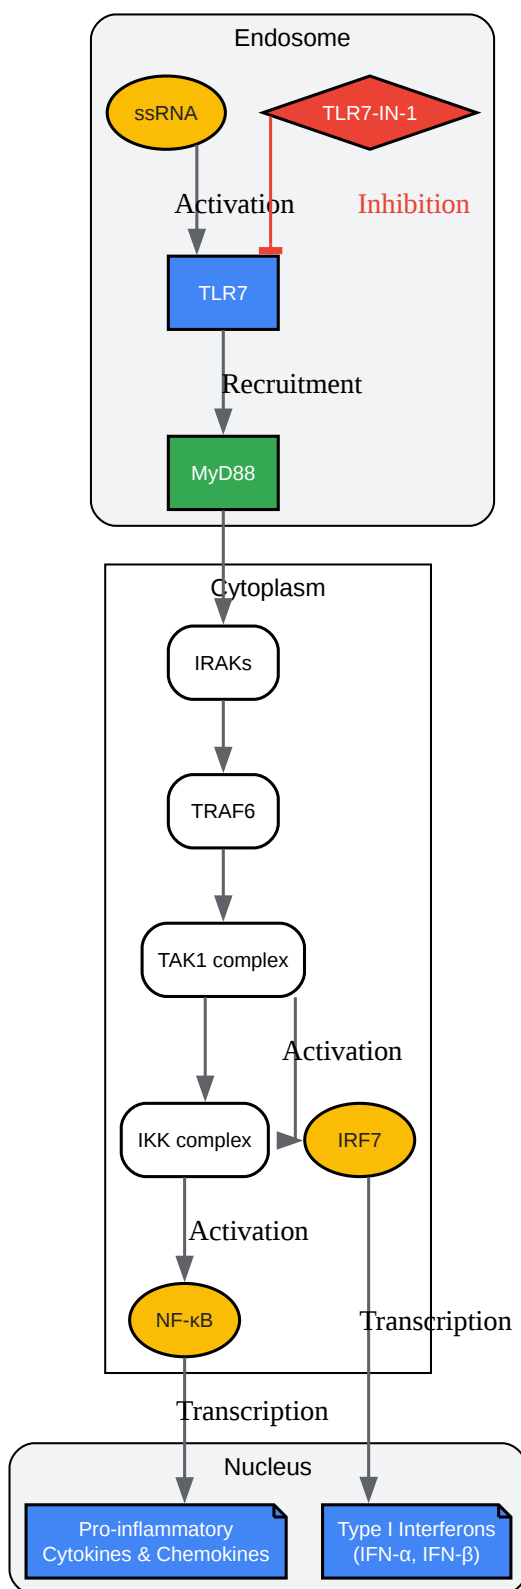 Endosome
ssRNA
TLR7-IN-1
Activation
Inhibition
TLR7
Recruitment
MyD88
Cytoplasm
IRAKs
TRAF6
TAK1 complex
Activation
IKK complex
IRF7
Activation
NF-κB
Transcription
Transcription
Nucleus
Pro-inflammatory
Cytokines & Chemokines
Type I Interferons
(IFN-α, IFN-β)